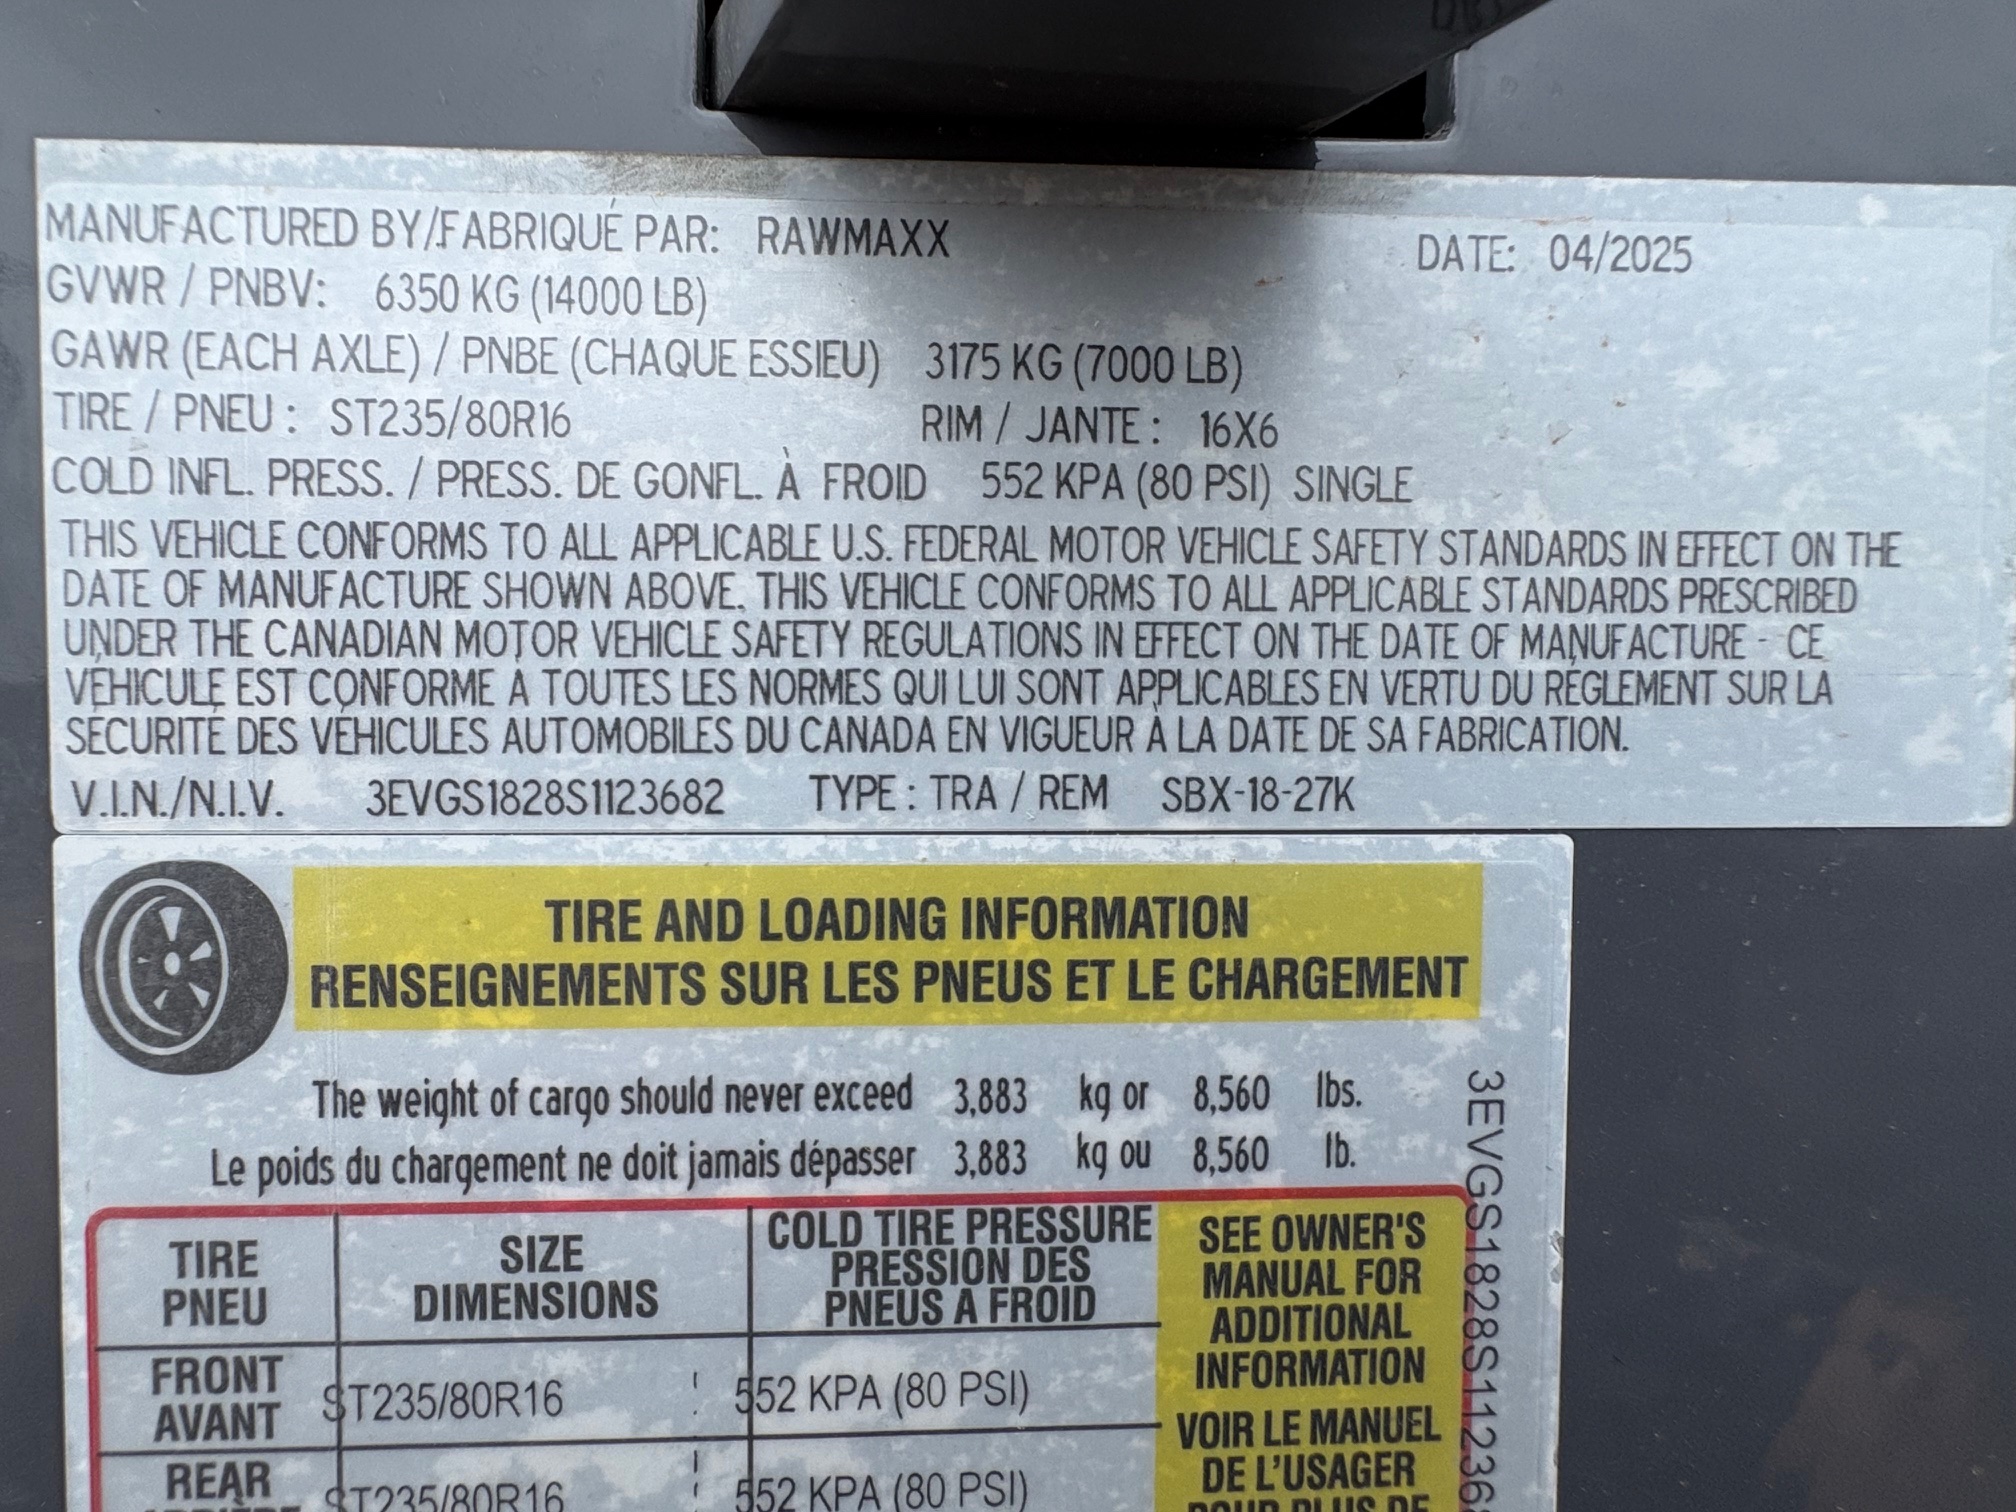 MANUFACTURED BY/FABRIQUÉ PAR: RAWMAXX DATE: 04/2025
GVWR / PNBV: 6350 KG (14000 LB)
GAWR (EACH AXLE) / PNBE (CHAQUE ESSIEU) 3175 KG (7000 LB)
TIRE / PNEU : ST235/80R16 RIM / JANTE : 16X6
COLD INFL. PRESS. / PRESS. DE GONFL. À FROID 552 KPA (80 PSI) SINGLE
THIS VEHICLE CONFORMS TO ALL APPLICABLE U.S. FEDERAL MOTOR VEHICLE SAFETY STANDARDS IN EFFECT ON THE
DATE OF MANUFACTURE SHOWN ABOVE. THIS VEHICLE CONFORMS TO ALL APPLICABLE STANDARDS PRESCRIBED
UNDER THE CANADIAN MOTOR VEHICLE SAFETY REGULATIONS IN EFFECT ON THE DATE OF MANUFACTURE - CE
VÉHICULE EST CONFORME À TOUTES LES NORMES QUI LUI SONT APPLICABLES EN VERTU DU RÈGLEMENT SUR LA
SÉCURITÉ DES VÉHICULES AUTOMOBILES DU CANADA EN VIGUEUR À LA DATE DE SA FABRICATION.
V.I.N./N.I.V. 3EVGS1828S1123682 TYPE : TRA / REM SBX-18-27K
TIRE AND LOADING INFORMATION
RENSEIGNEMENTS SUR LES PNEUS ET LE CHARGEMENT
The weight of cargo should never exceed 3,883 kg or 8,560 lbs.
Le poids du chargement ne doit jamais dépasser 3,883 kg ou 8,560 lb.
TIRE
PNEU
SIZE
DIMENSIONS
COLD TIRE PRESSURE
PRESSION DES
PNEUS A FROID
SEE OWNER'S
MANUAL FOR
ADDITIONAL
INFORMATION
FRONT
AVANT
ST235/80R16
552 KPA (80 PSI)
VOIR LE MANUEL
DE L'USAGER
REAR
ST235/80R16
552 KPA (80 PSI)
3EVGS1828S11236